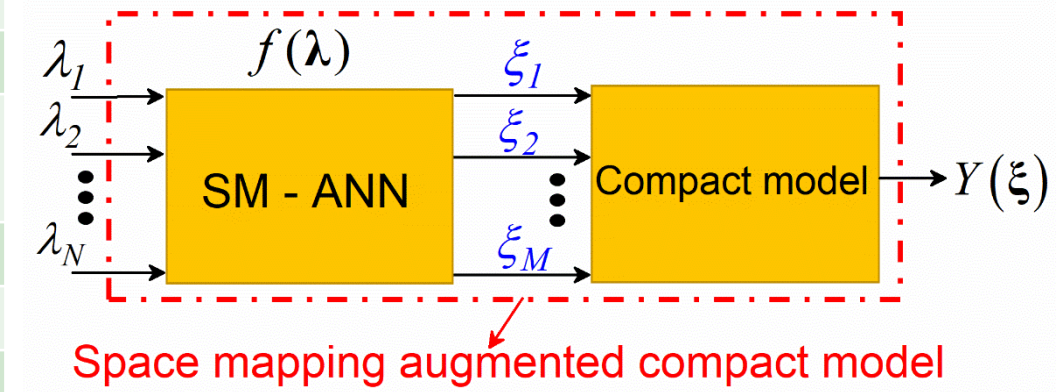 f(λ)
λ1 ξ1
λ2 ξ2
SM - ANN Compact model Y(ξ)
λN ξM
Space mapping augmented compact model